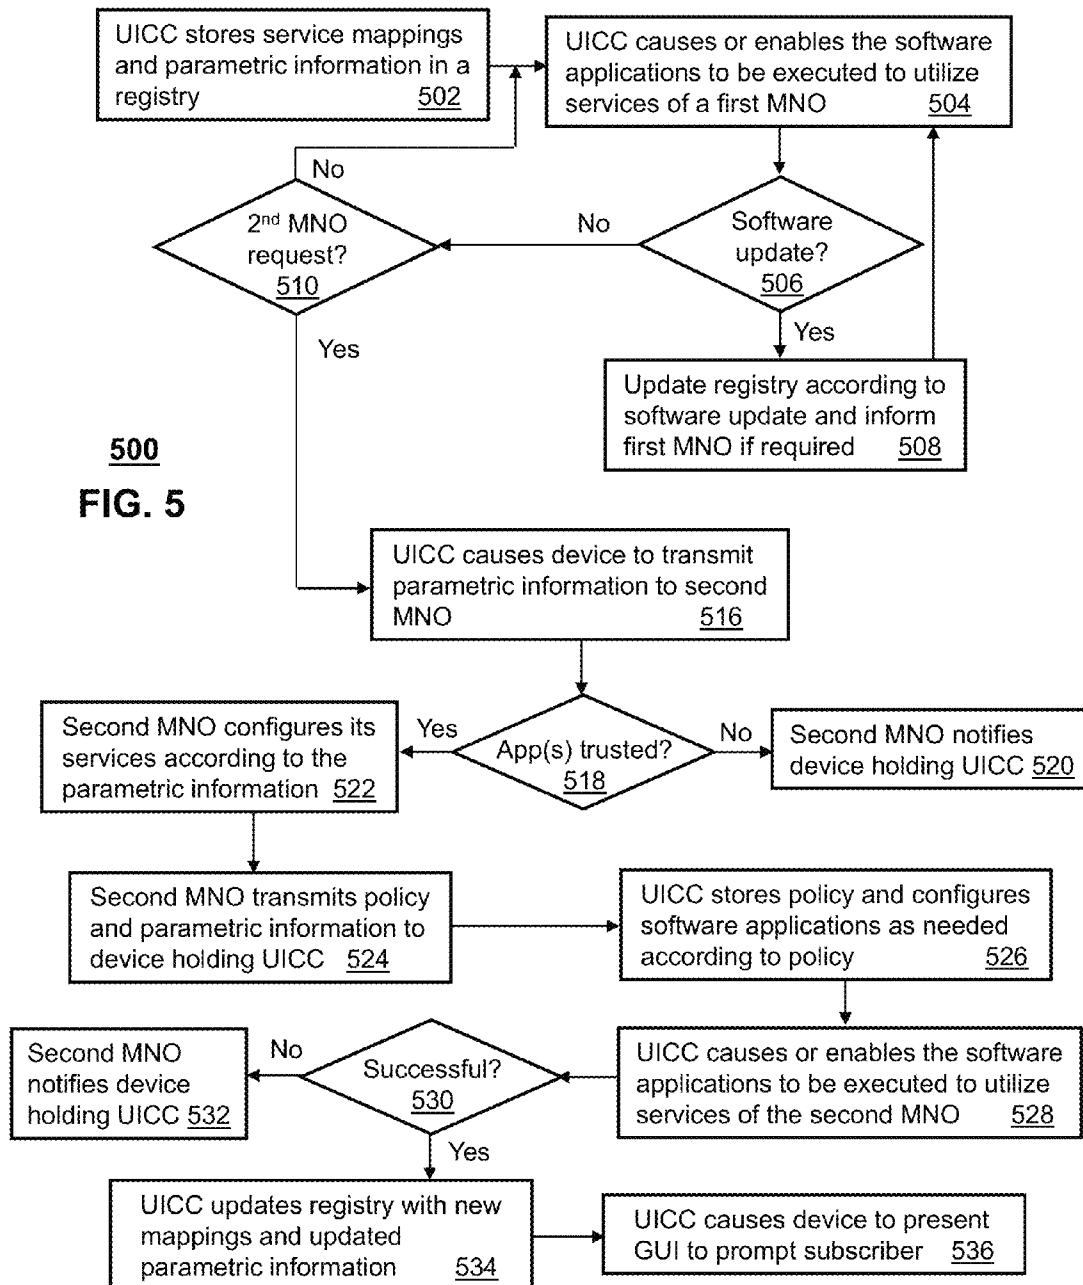 UICC stores service mappings
and parametric information in a
registry 502
UICC causes or enables the software
applications to be executed to utilize
services of a first MNO 504
No
2nd MNO
request?
510
No
Software
update?
506
Yes
Yes
Update registry according to
software update and inform
first MNO if required 508
500
FIG. 5
UICC causes device to transmit
parametric information to second
MNO 516
Second MNO configures its
services according to the
parametric information 522
Yes
App(s) trusted?
518
No
Second MNO notifies
device holding UICC 520
Second MNO transmits policy
and parametric information to
device holding UICC 524
UICC stores policy and configures
software applications as needed
according to policy 526
Second MNO
notifies device
holding UICC 532
No
Successful?
530
UICC causes or enables the software
applications to be executed to utilize
services of the second MNO 528
Yes
UICC updates registry with new
mappings and updated
parametric information 534
UICC causes device to present
GUI to prompt subscriber 536